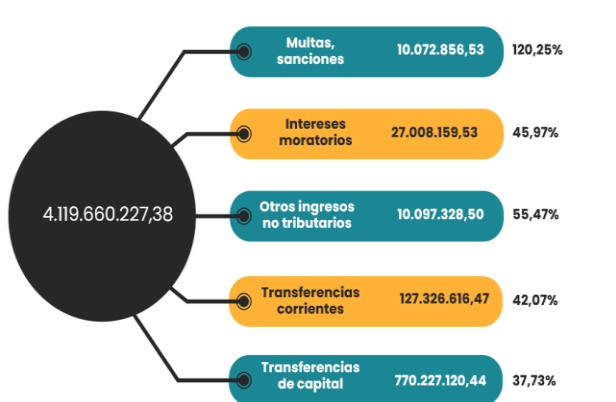 Multas,
sanciones
10.072.856,53
120,25%
Intereses
moratorios
27.008.159,53
45,97%
4.119.660.227,38
Otros ingresos
no tributarios
10.097.328,50
55,47%
Transferencias
corrientes
127.326.616,47
42,07%
Transferencias
de capital
770.227.120,44
37,73%